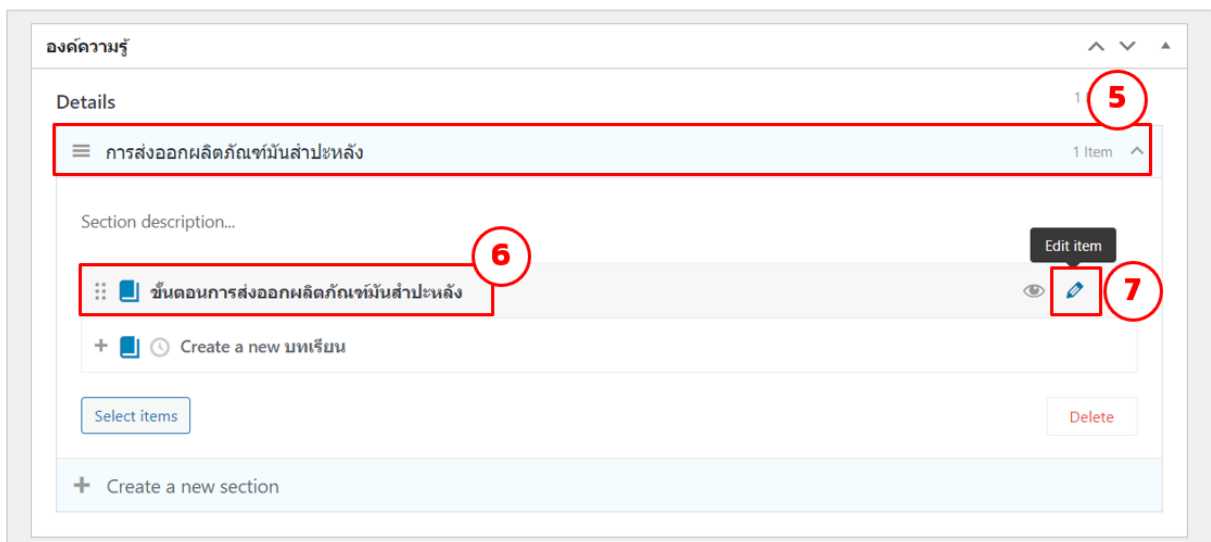 องค์ความรู้
Details
1
5
การส่งออกผลิตภัณฑ์มันสำปะหลัง 1 Item
Section description...
6
Edit item
ขั้นตอนการส่งออกผลิตภัณฑ์มันสำปะหลัง
7
Create a new บทเรียน
Select items Delete
Create a new section